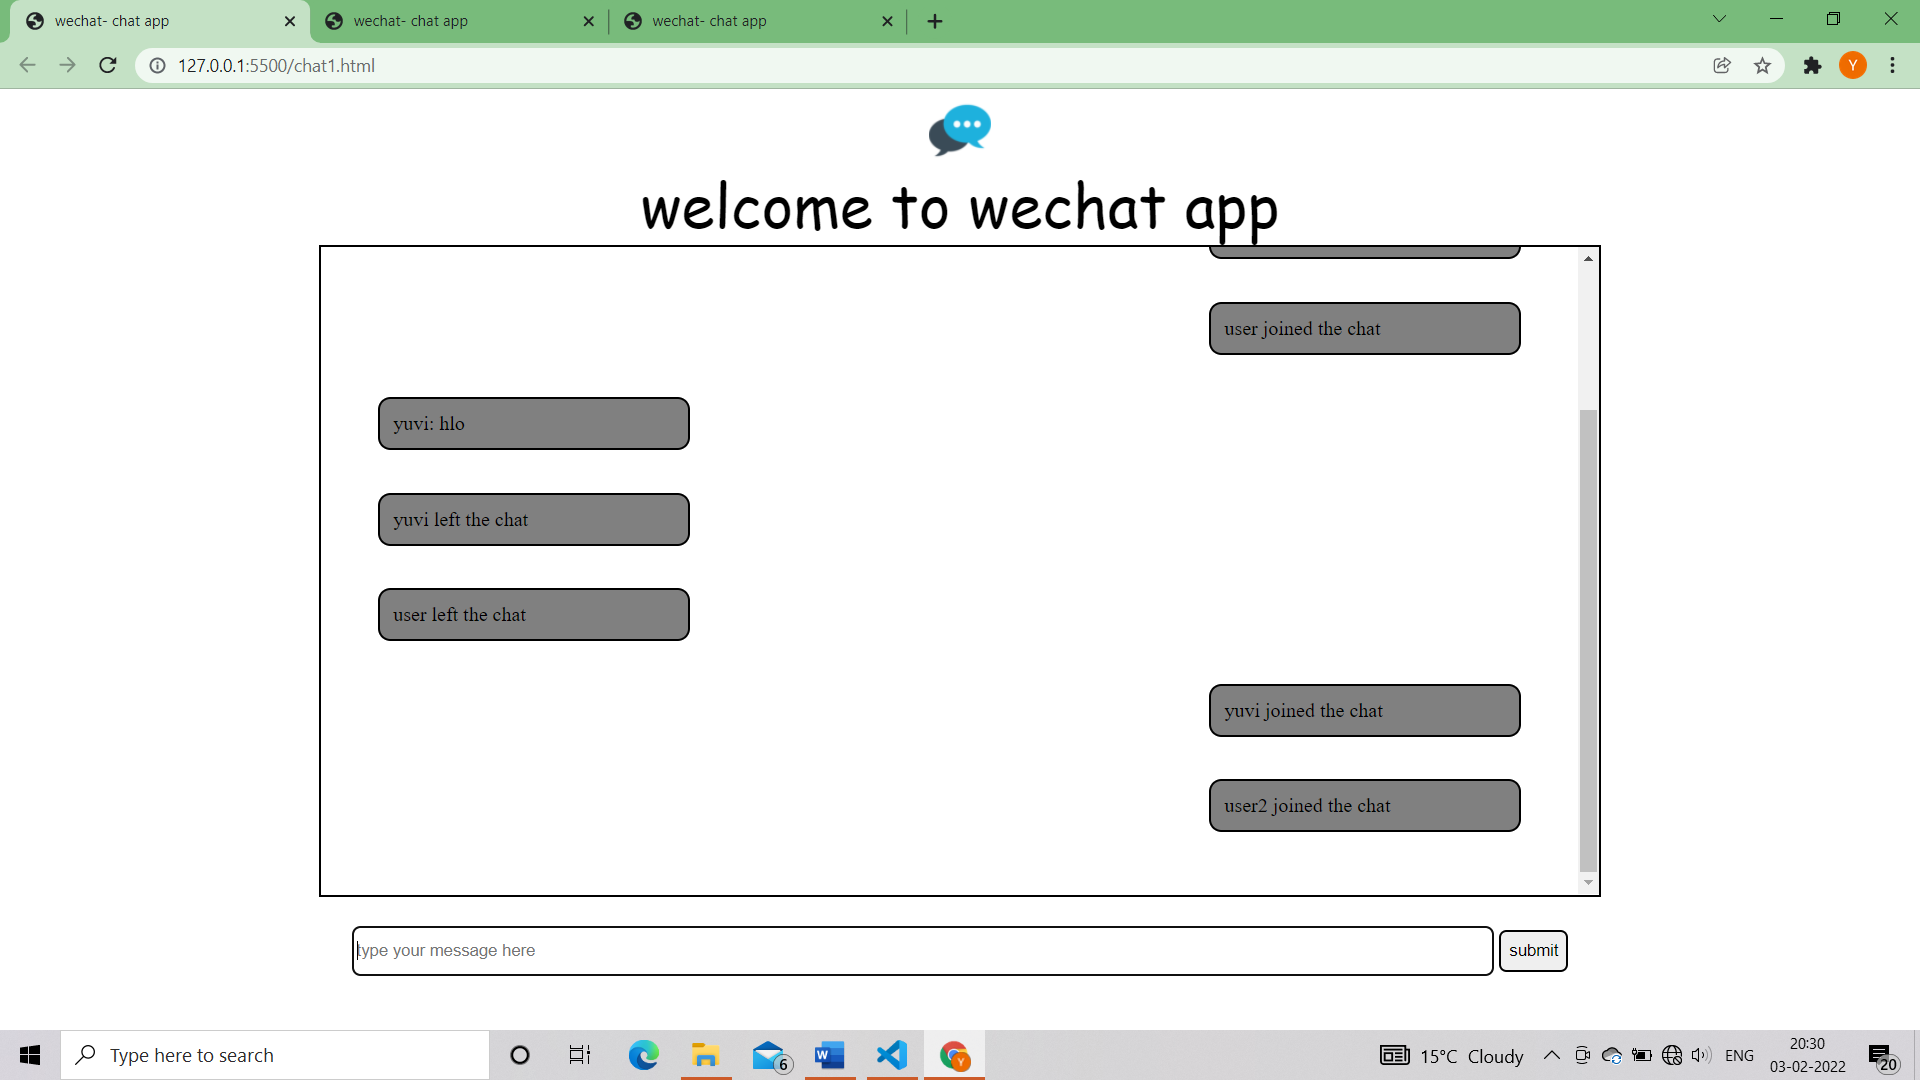 wechat- chat app
wechat- chat app
wechat- chat app
127.0.0.1:5500/chat1.html
Y
welcome to wechat app
user joined the chat
yuvi: hlo
yuvi left the chat
user left the chat
yuvi joined the chat
user2 joined the chat
type your message here
submit
Type here to search
6
W
Y
15°C Cloudy
ENG
20:30
03-02-2022
20